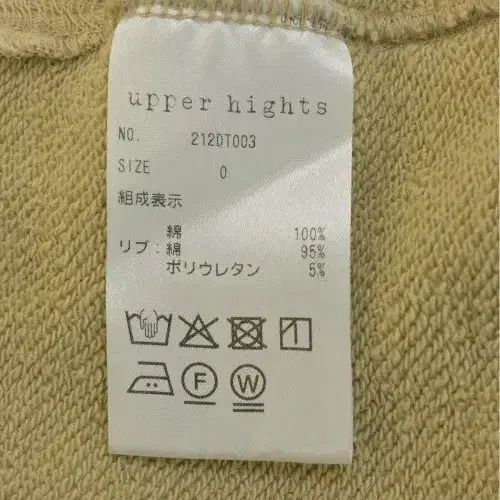 upper hights
NO. 212DT003
SIZE 0
組成表示
綿 100%
リブ:綿 95%
ポリウレタン 5%
F W